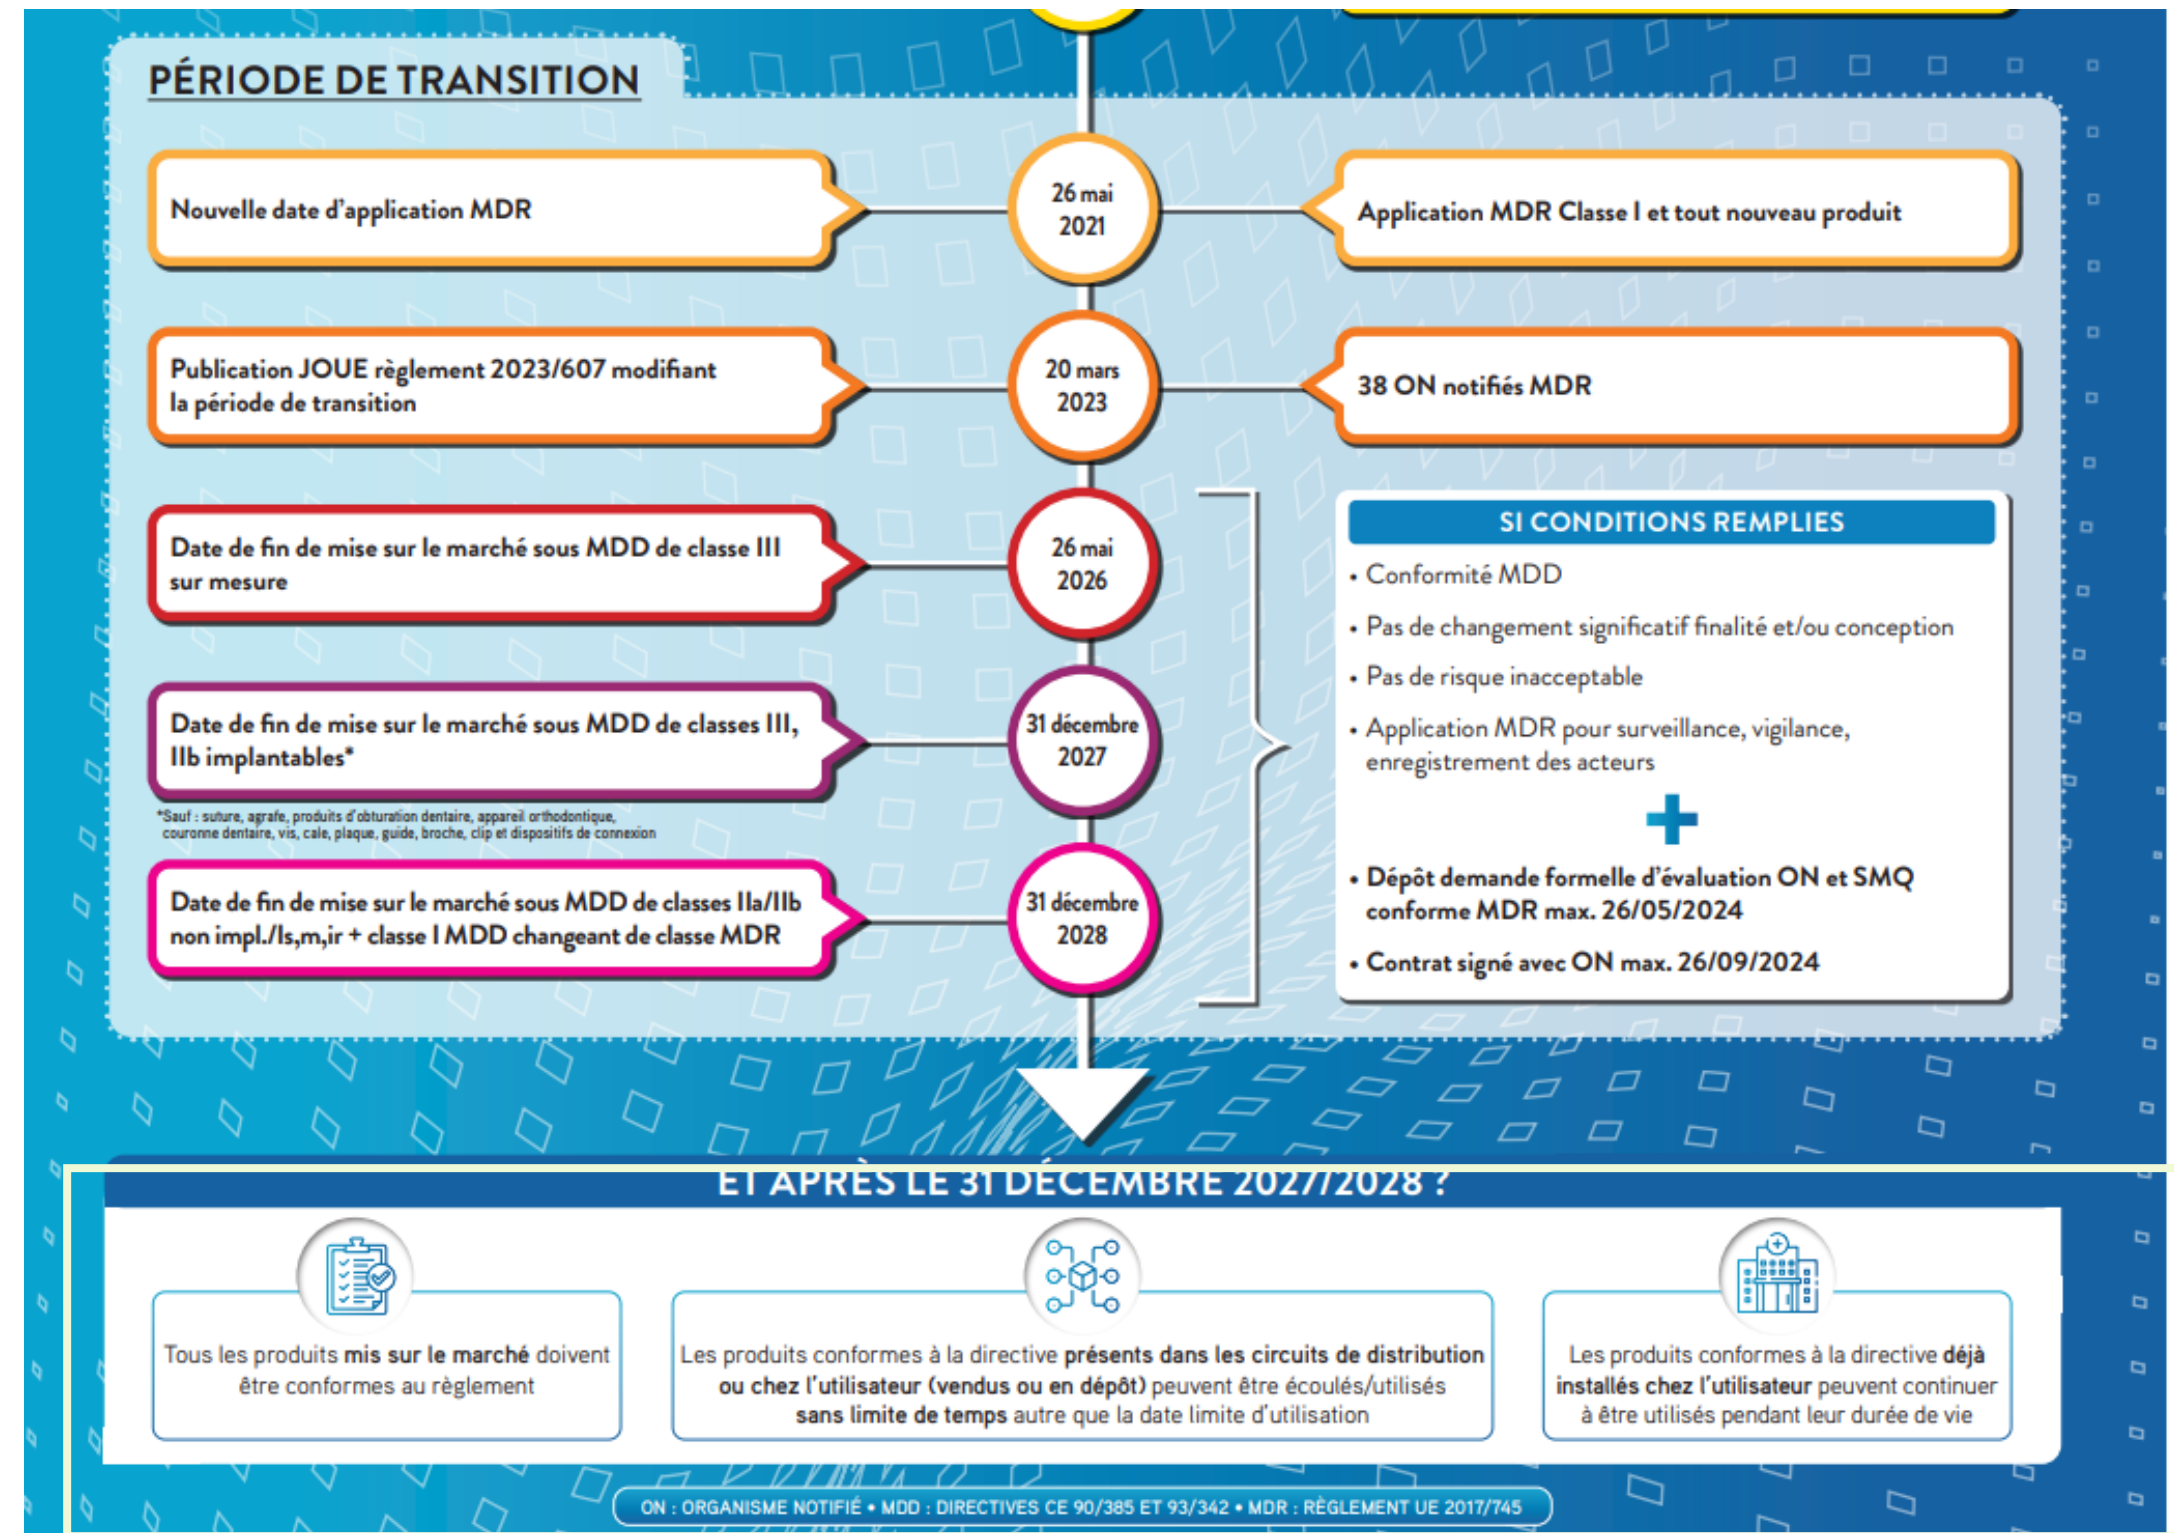 PÉRIODE DE TRANSITION
Nouvelle date d'application MDR
26 mai
2021
Application MDR Classe I et tout nouveau produit
Publication JOUE règlement 2023/607 modifiant
la période de transition
20 mars
2023
38 ON notifiés MDR
Date de fin de mise sur le marché sous MDD de classe III
sur mesure
26 mai
2026
Date de fin de mise sur le marché sous MDD de classes III,
IIb implantables*
31 décembre
2027
*Sauf : suture, agrafe, produits d'obturation dentaire, appareil orthodontique,
couronne dentaire, vis, cale, plaque, guide, broche, clip et dispositifs de connexion
Date de fin de mise sur le marché sous MDD de classes IIa/IIb
non impl./Is,m,ir + classe I MDD changeant de classe MDR
31 décembre
2028
SI CONDITIONS REMPLIES
• Conformité MDD
• Pas de changement significatif finalité et/ou conception
• Pas de risque inacceptable
• Application MDR pour surveillance, vigilance,
enregistrement des acteurs
+
• Dépôt demande formelle d'évaluation ON et SMQ
conforme MDR max. 26/05/2024
• Contrat signé avec ON max. 26/09/2024
ET APRÈS LE 31 DÉCEMBRE 2027/2028 ?
Tous les produits mis sur le marché doivent
être conformes au règlement
Les produits conformes à la directive présents dans les circuits de distribution
ou chez l'utilisateur (vendus ou en dépôt) peuvent être écoulés/utilisés
sans limite de temps autre que la date limite d'utilisation
Les produits conformes à la directive déjà
installés chez l'utilisateur peuvent continuer
à être utilisés pendant leur durée de vie
ON : ORGANISME NOTIFIÉ • MDD : DIRECTIVES CE 90/385 ET 93/342 • MDR : RÈGLEMENT UE 2017/745